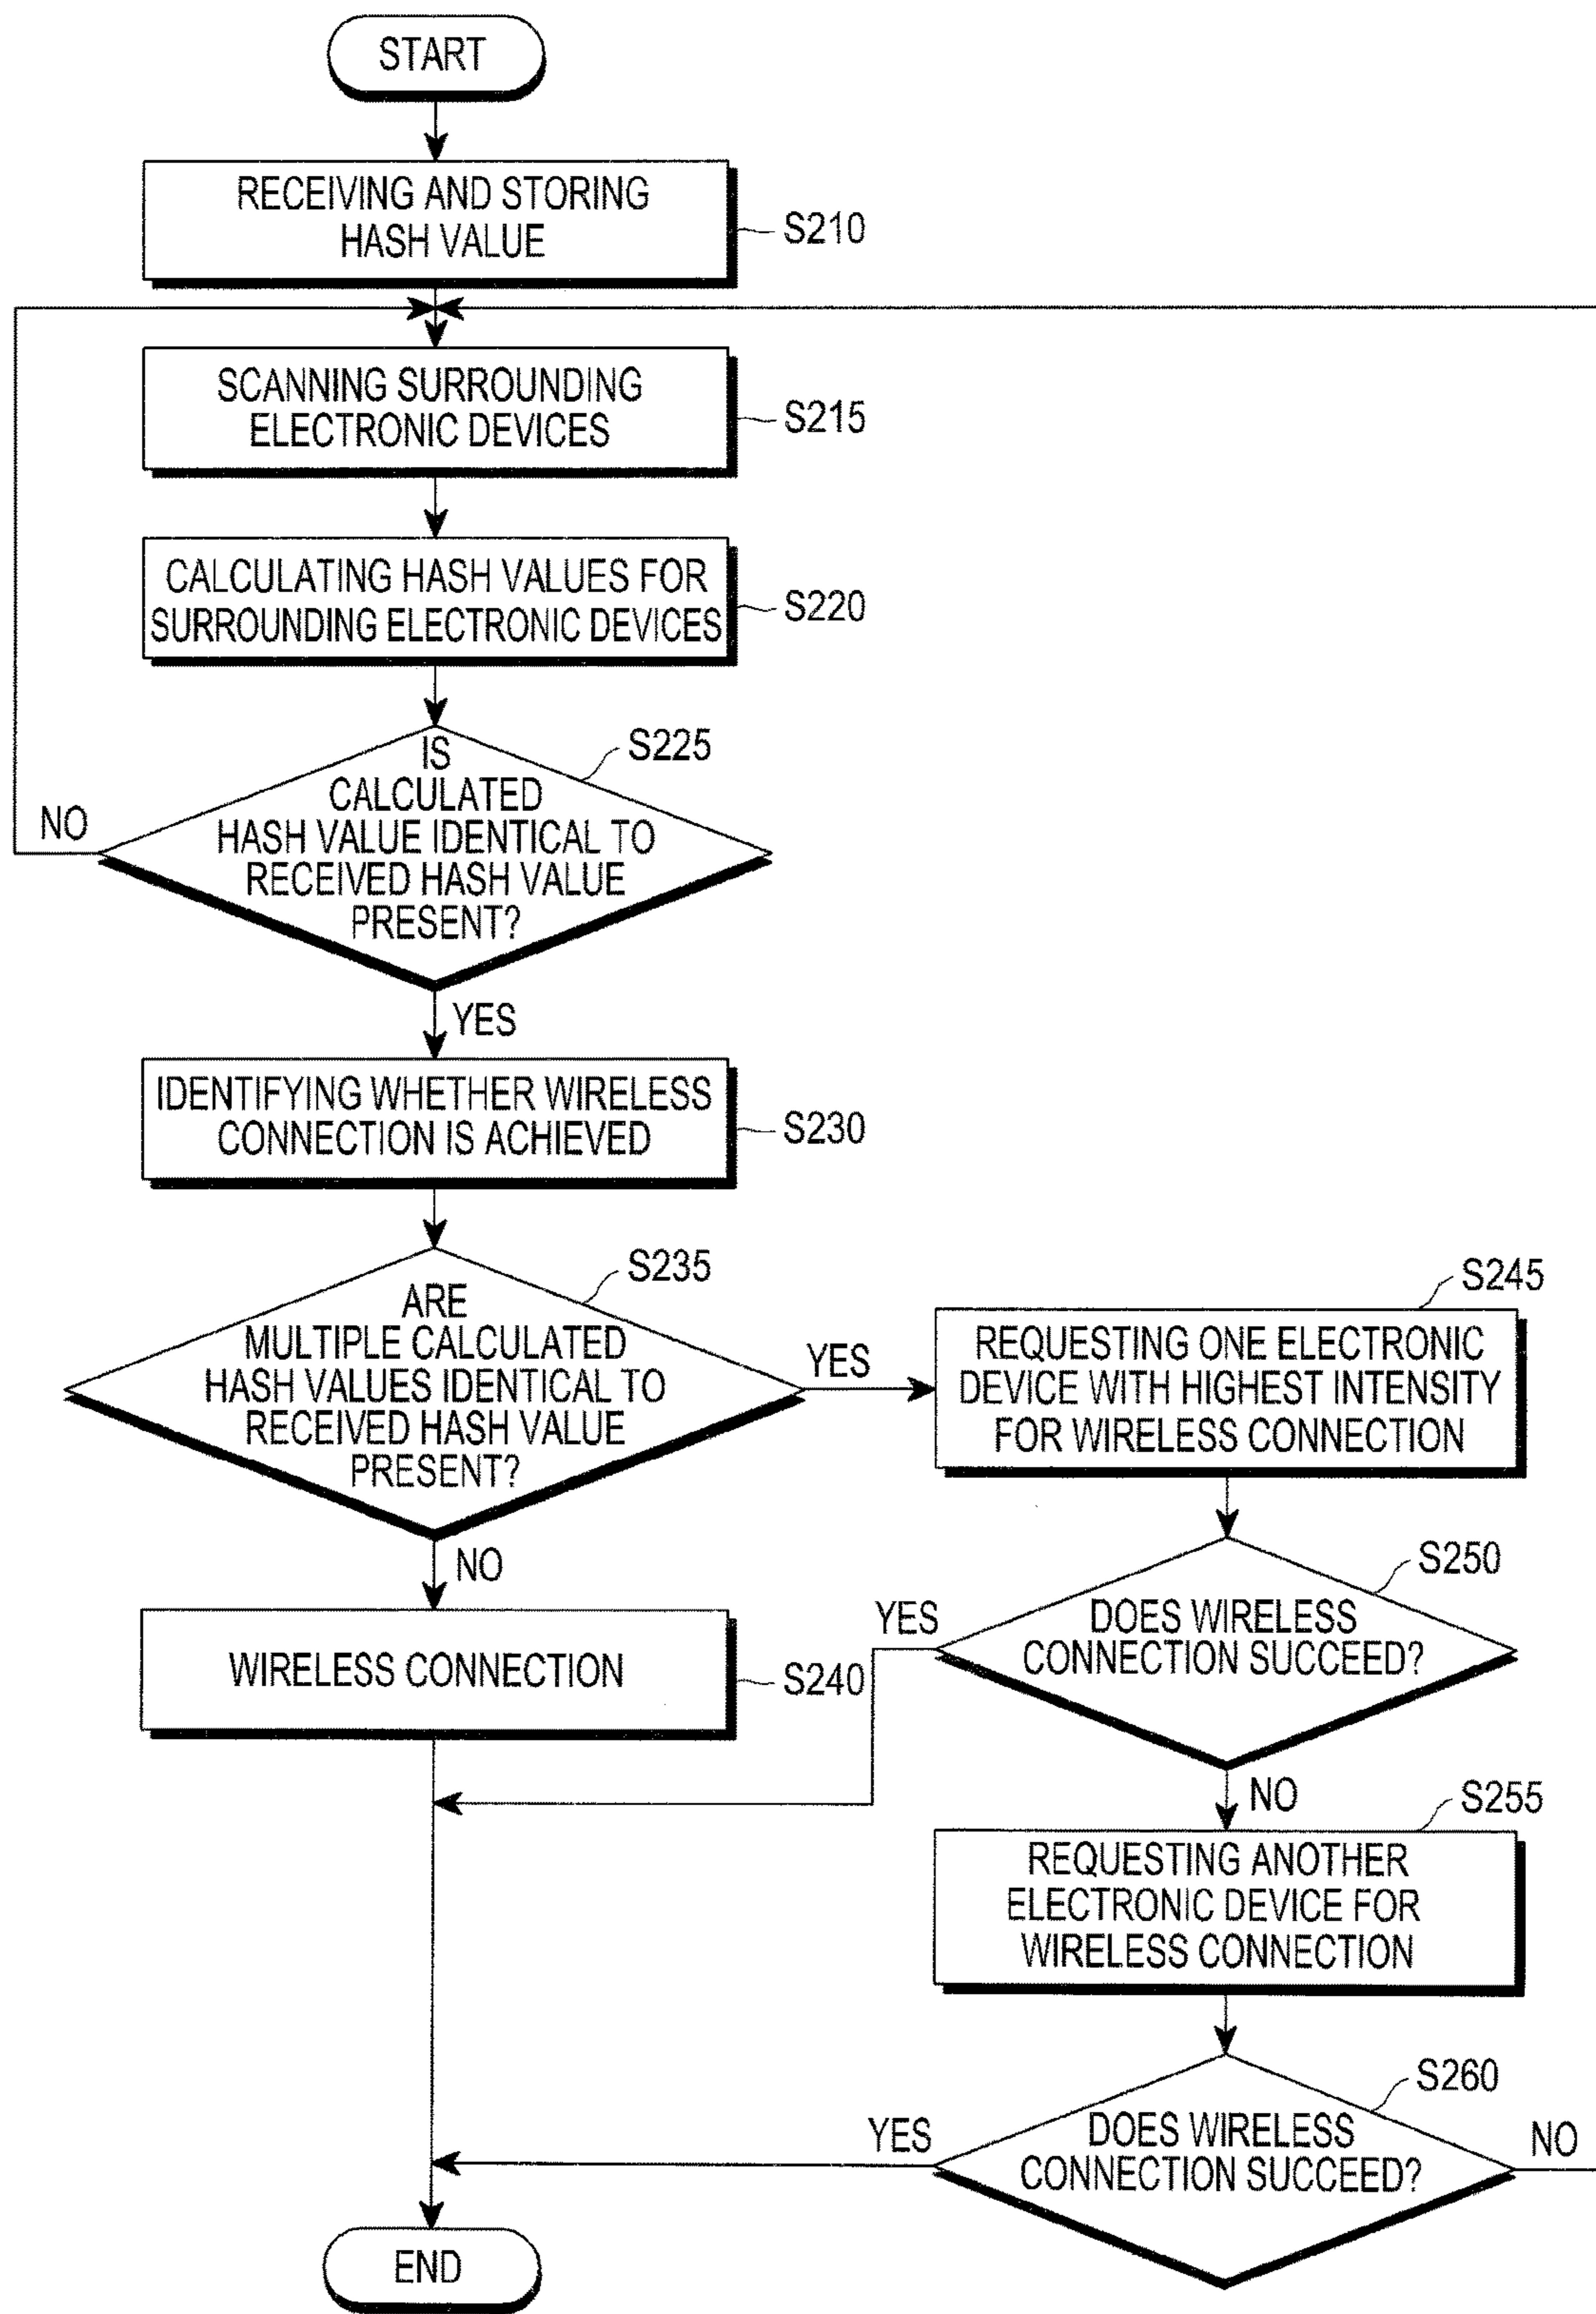 START
RECEIVING AND STORING
HASH VALUE
S210
SCANNING SURROUNDING
ELECTRONIC DEVICES
S215
CALCULATING HASH VALUES FOR
SURROUNDING ELECTRONIC DEVICES
S220
S225
IS
CALCULATED
HASH VALUE IDENTICAL TO
RECEIVED HASH VALUE
PRESENT?
NO
YES
IDENTIFYING WHETHER WIRELESS
CONNECTION IS ACHIEVED
S230
S235
ARE
MULTIPLE CALCULATED
HASH VALUES IDENTICAL TO
RECEIVED HASH VALUE
PRESENT?
YES
NO
S245
REQUESTING ONE ELECTRONIC
DEVICE WITH HIGHEST INTENSITY
FOR WIRELESS CONNECTION
WIRELESS CONNECTION
S240
S250
DOES WIRELESS
CONNECTION SUCCEED?
YES
NO
S255
REQUESTING ANOTHER
ELECTRONIC DEVICE FOR
WIRELESS CONNECTION
S260
DOES WIRELESS
CONNECTION SUCCEED?
YES
NO
END